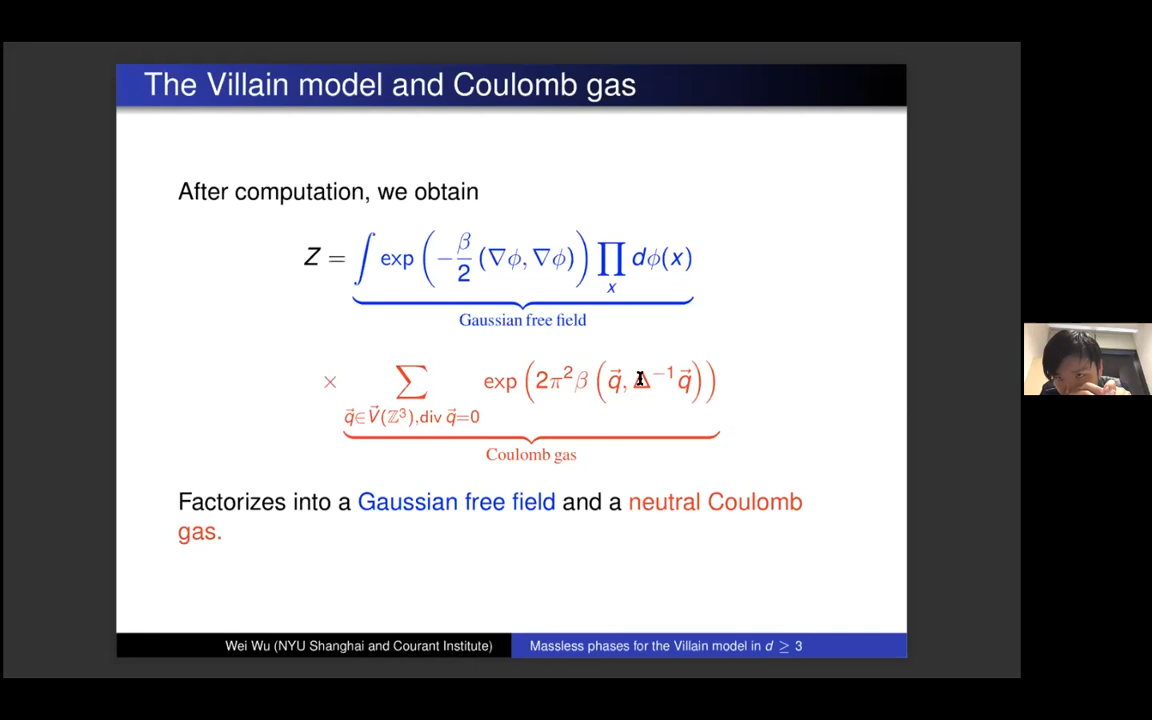 The Villain model and Coulomb gas
After computation, we obtain
Z = ∫ exp(−β/2 (∇ϕ, ∇ϕ)) ∏_x dϕ(x)
Gaussian free field
× ∑_{q⃗∈V⃗(ℤ³),div q⃗=0} exp(2π²β (q⃗, Δ⁻¹q⃗))
Coulomb gas
Factorizes into a Gaussian free field and a neutral Coulomb
gas.
Wei Wu (NYU Shanghai and Courant Institute)
Massless phases for the Villain model in d ≥ 3